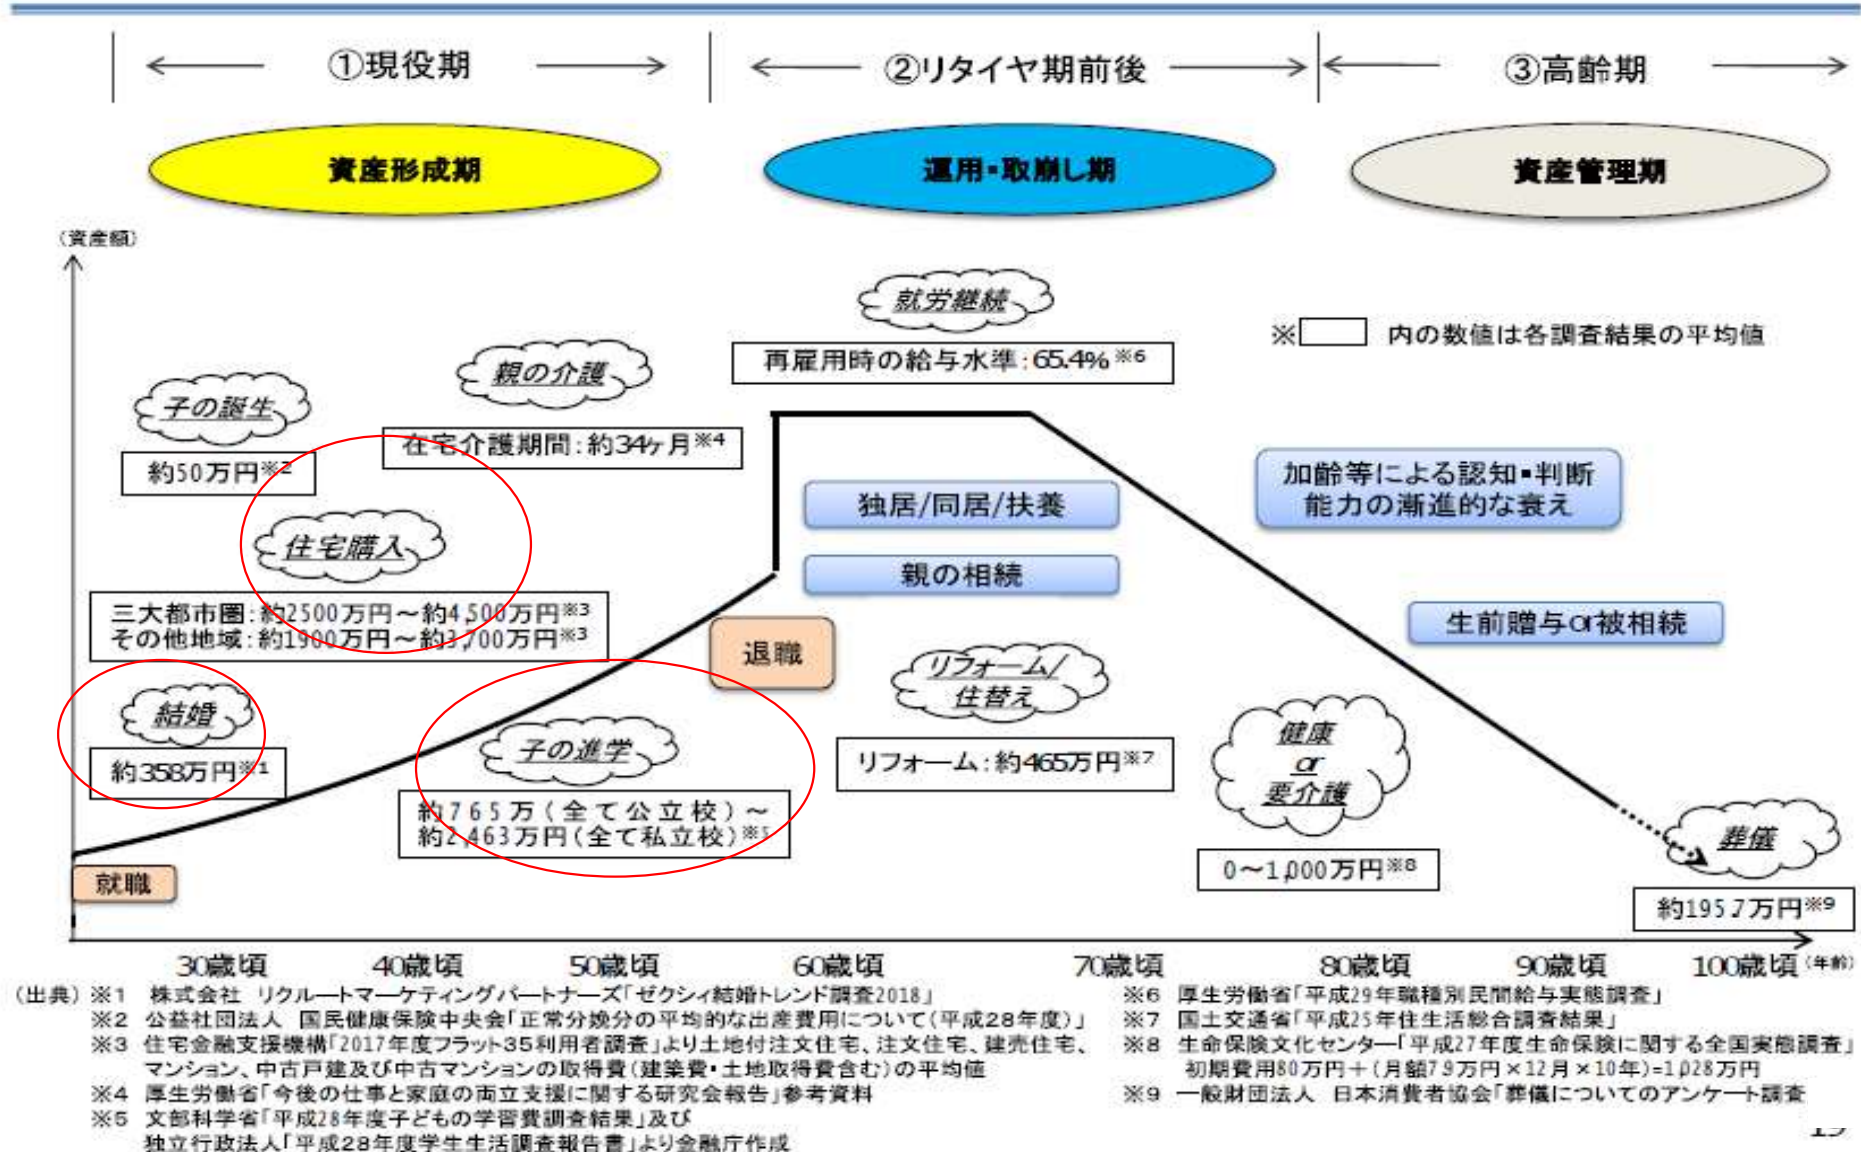 ①現役期
②リタイヤ期前後
③高齢期
資産形成期
運用・取崩し期
資産管理期
（資産額）
就労継続
再雇用時の給与水準：65.4%※6
※ 内の数値は各調査結果の平均値
親の介護
在宅介護期間：約34ヶ月※4
子の誕生
約50万円※2
住宅購入
三大都市圏：約2500万円～約4,500万円※3
その他地域：約1900万円～約3,700万円※3
独居/同居/扶養
親の相続
加齢等による認知・判断
能力の漸進的な衰え
生前贈与or被相続
退職
リフォーム/
住替え
リフォーム：約465万円※7
結婚
約358万円※1
子の進学
約765万（全て公立校）～
約2,463万円（全て私立校）※5
健康
or
要介護
0～1,000万円※8
葬儀
約195.7万円※9
就職
30歳頃 40歳頃 50歳頃 60歳頃 70歳頃 80歳頃 90歳頃 100歳頃（年齢）
（出典）※1 株式会社 リクルートマーケティングパートナーズ「ゼクシィ結婚トレンド調査2018」
※2 公益社団法人 国民健康保険中央会「正常分娩分の平均的な出産費用について（平成28年度）」
※3 住宅金融支援機構「2017年度フラット35利用者調査」より土地付注文住宅、注文住宅、建売住宅、
マンション、中古戸建及び中古マンションの取得費（建築費・土地取得費含む）の平均値
※4 厚生労働省「今後の仕事と家庭の両立支援に関する研究会報告」参考資料
※5 文部科学省「平成28年度子どもの学習費調査結果」及び
独立行政法人「平成28年度学生生活調査報告書」より金融庁作成
※6 厚生労働省「平成29年職種別民間給与実態調査」
※7 国土交通省「平成25年住生活総合調査結果」
※8 生命保険文化センター「平成27年度生命保険に関する全国実態調査」
初期費用80万円＋（月額7.9万円×12月×10年）=1,028万円
※9 一般財団法人 日本消費者協会「葬儀についてのアンケート調査